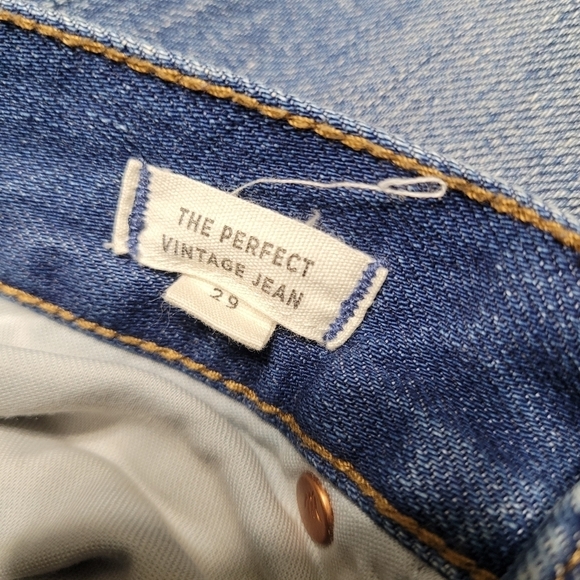 THE PERFECT
VINTAGE JEAN
29